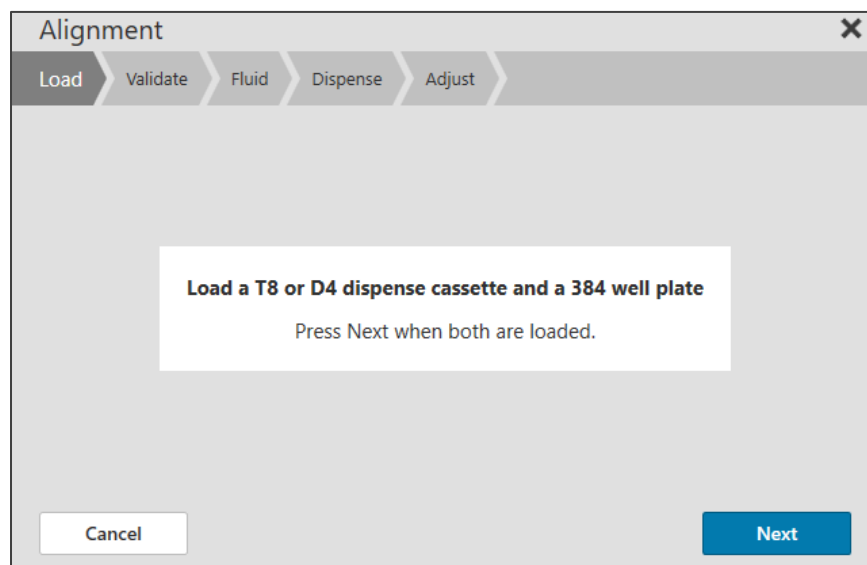 Alignment
Load Validate Fluid Dispense Adjust
Load a T8 or D4 dispense cassette and a 384 well plate
Press Next when both are loaded.
Cancel Next